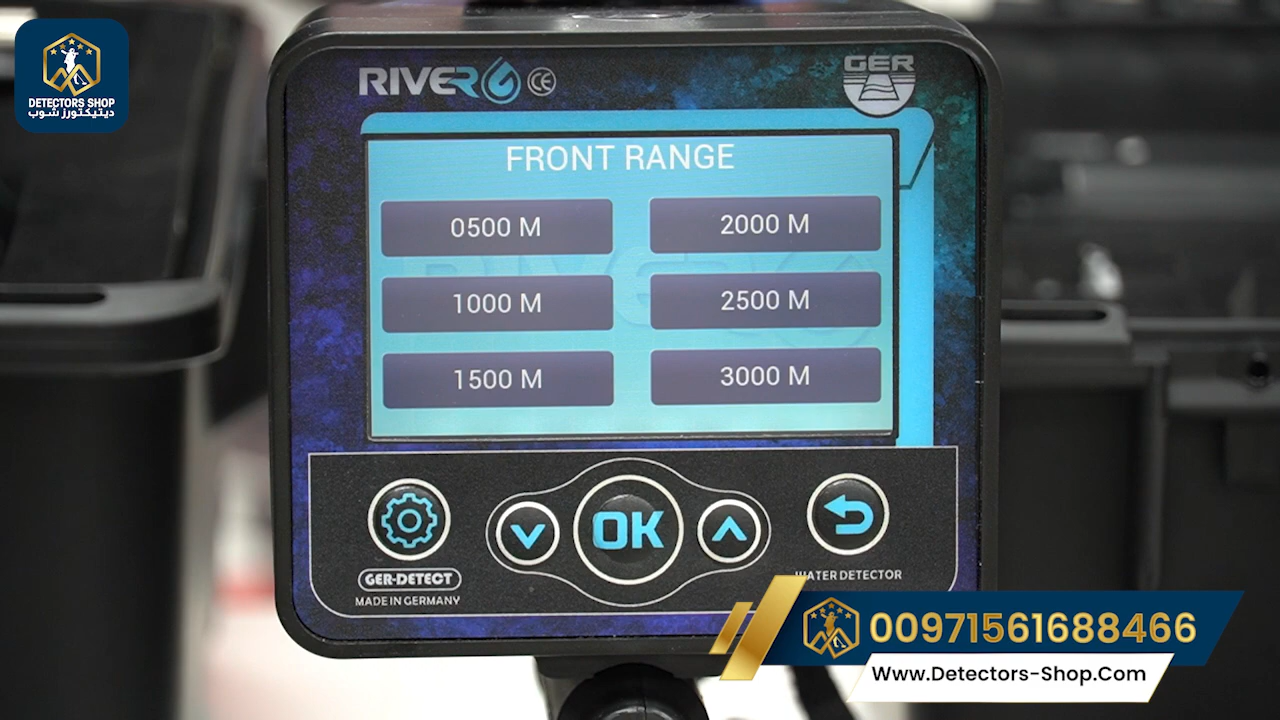 DETECTORS SHOP
ديتيكتورز شوب
RIVER G CE
GER
FRONT RANGE
0500 M
2000 M
1000 M
2500 M
1500 M
3000 M
OK
GER-DETECT
MADE IN GERMANY
WATER DETECTOR
00971561688466
Www.Detectors-Shop.Com